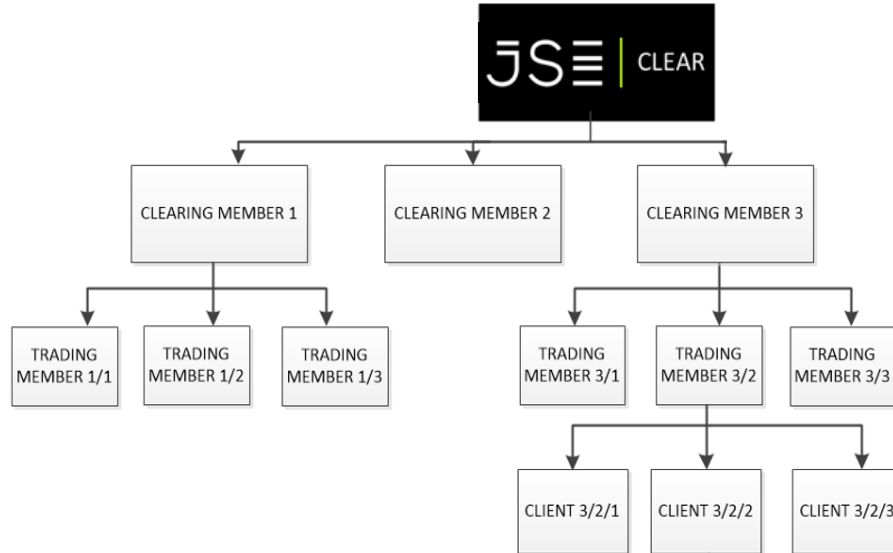 JSE | CLEAR
CLEARING MEMBER 1
CLEARING MEMBER 2
CLEARING MEMBER 3
TRADING
MEMBER 1/1
TRADING
MEMBER 1/2
TRADING
MEMBER 1/3
TRADING
MEMBER 3/1
TRADING
MEMBER 3/2
TRADING
MEMBER 3/3
CLIENT 3/2/1
CLIENT 3/2/2
CLIENT 3/2/3